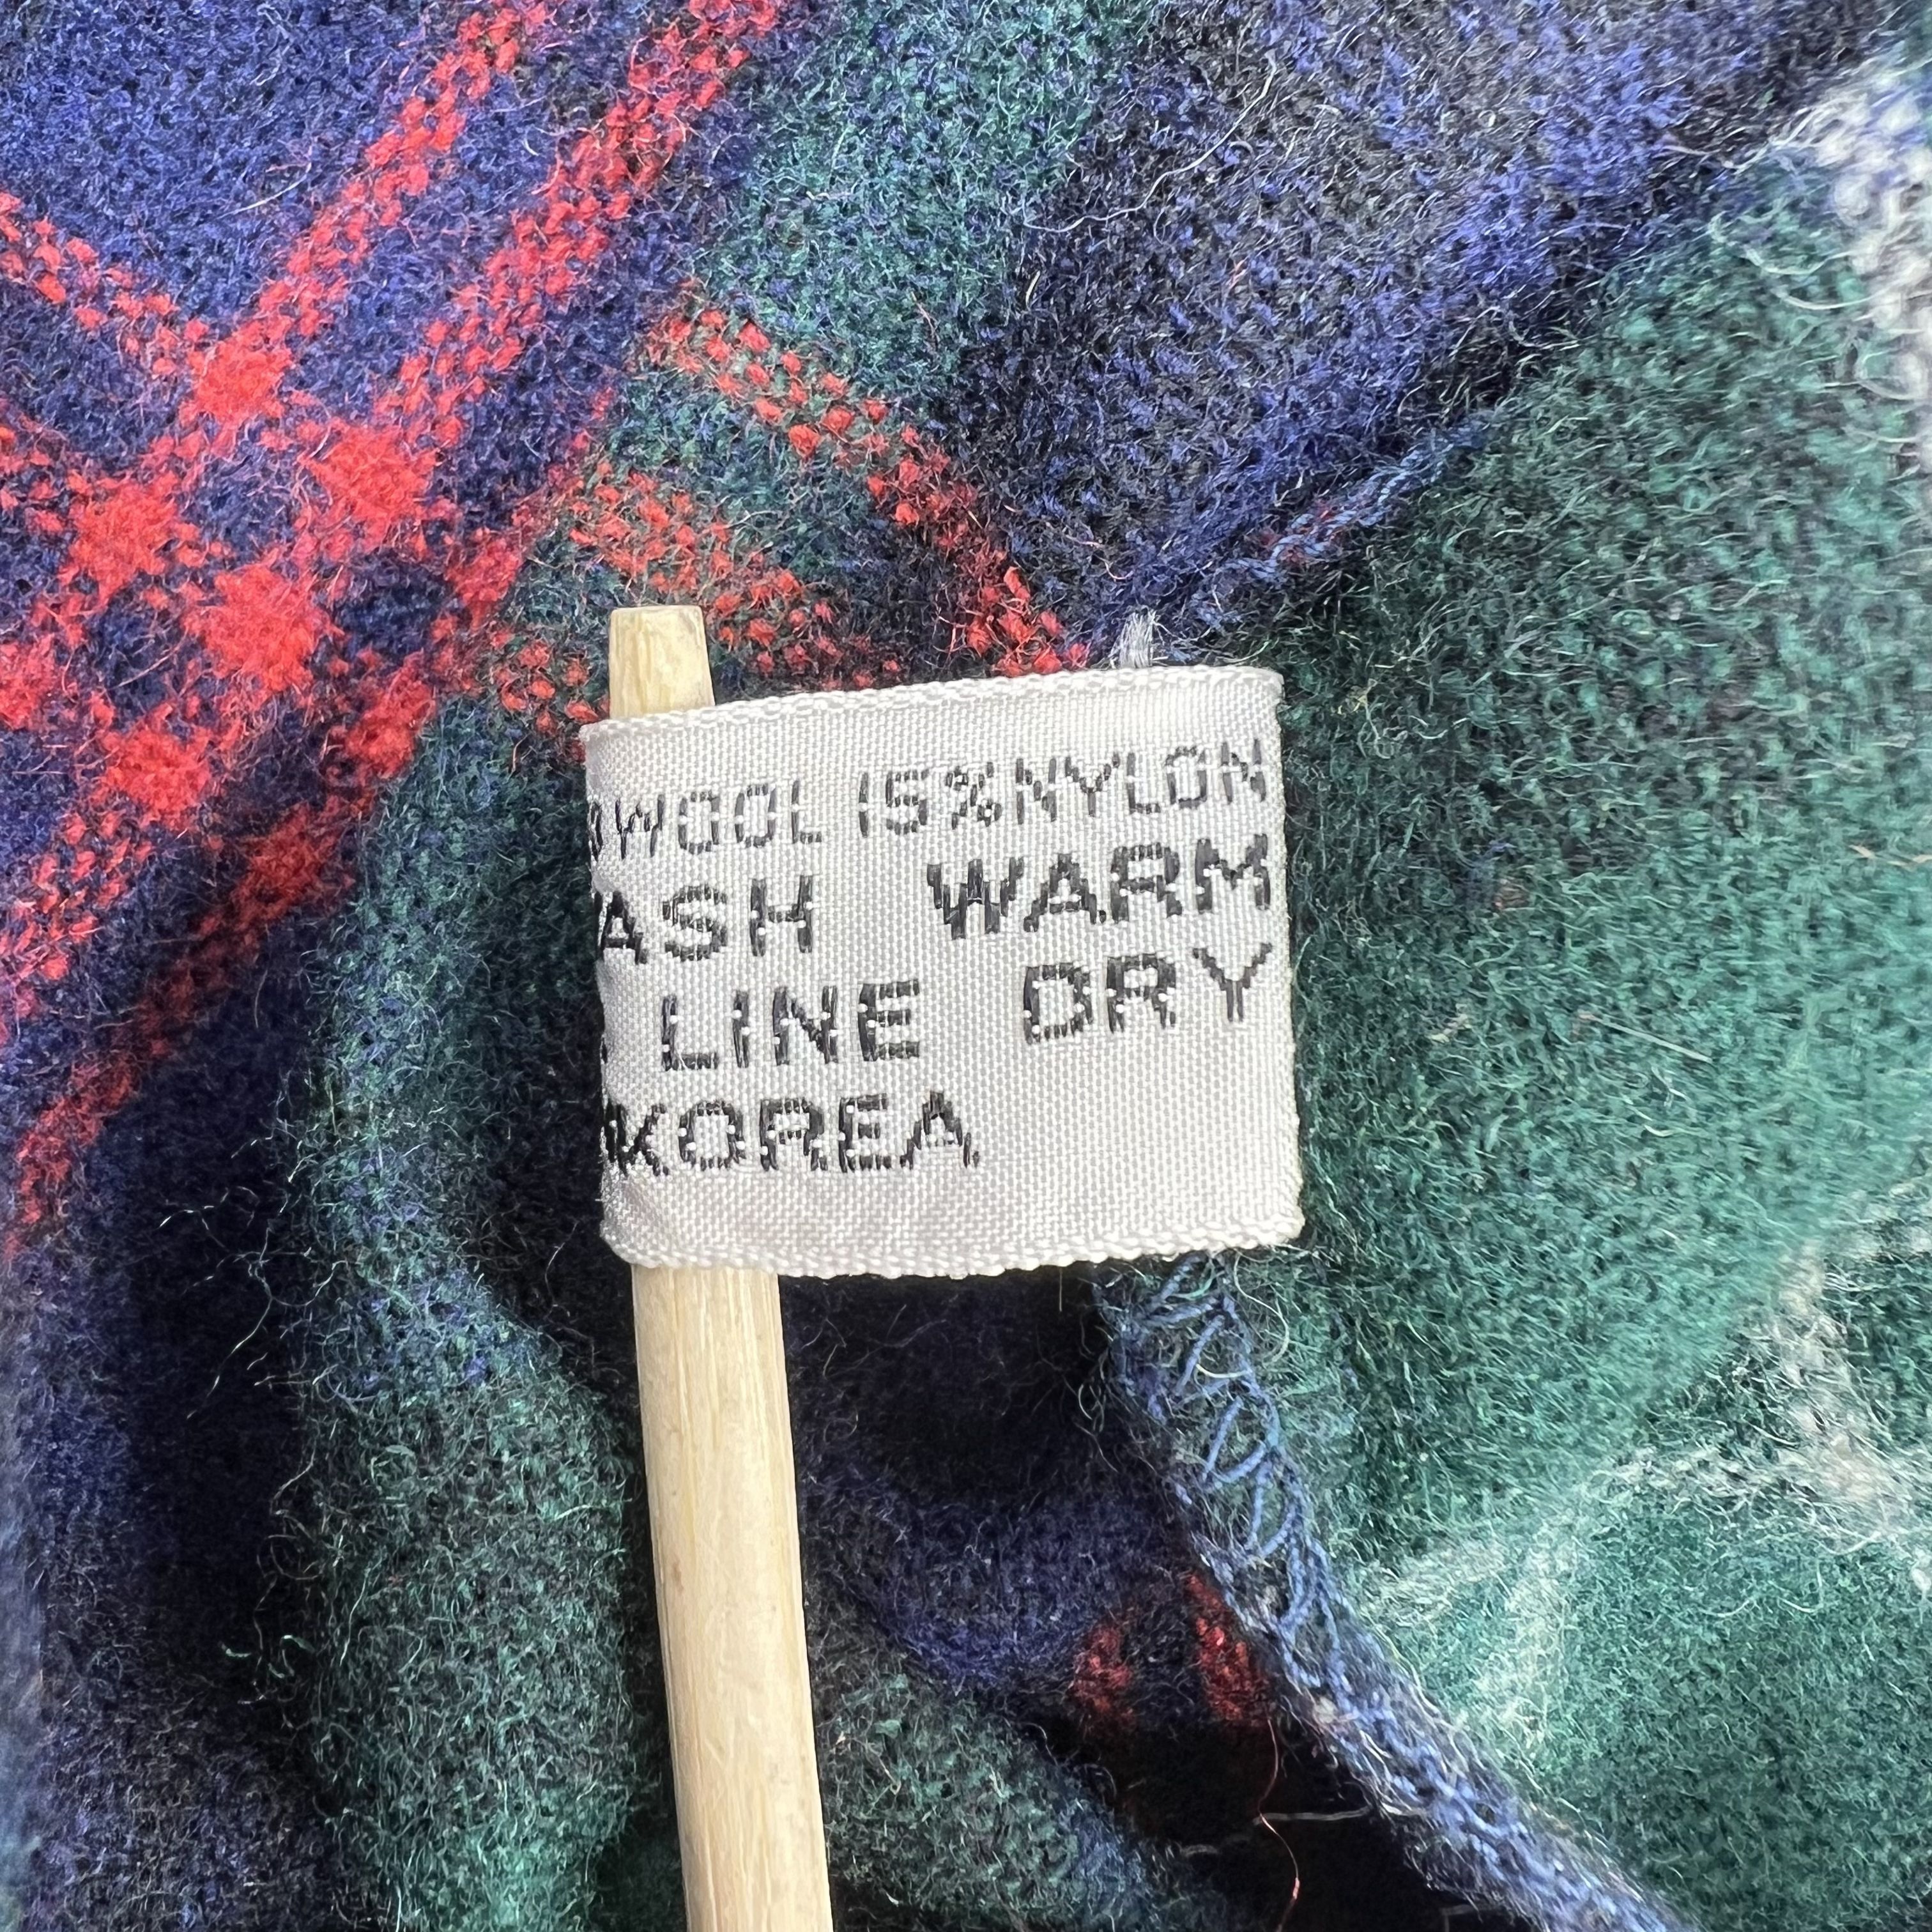 WOOL 15% NYLON
ASH WARM
LINE DRY
KOREA